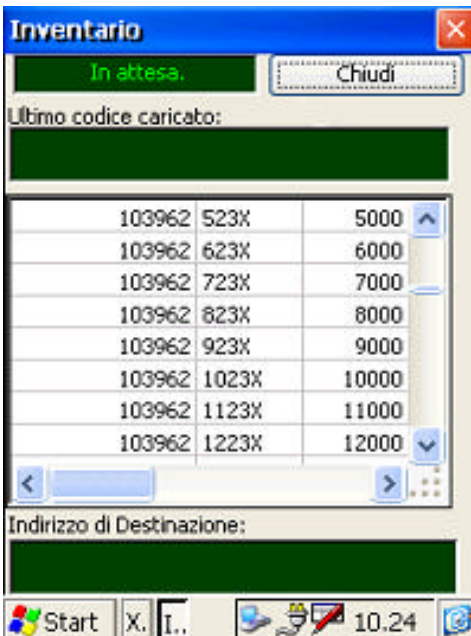 Inventario
In attesa. Chiudi
Ultimo codice caricato:
103962 523X 5000
103962 623X 6000
103962 723X 7000
103962 823X 8000
103962 923X 9000
103962 1023X 10000
103962 1123X 11000
103962 1223X 12000
Indirizzo di Destinazione:
Start X. I.. 10.24